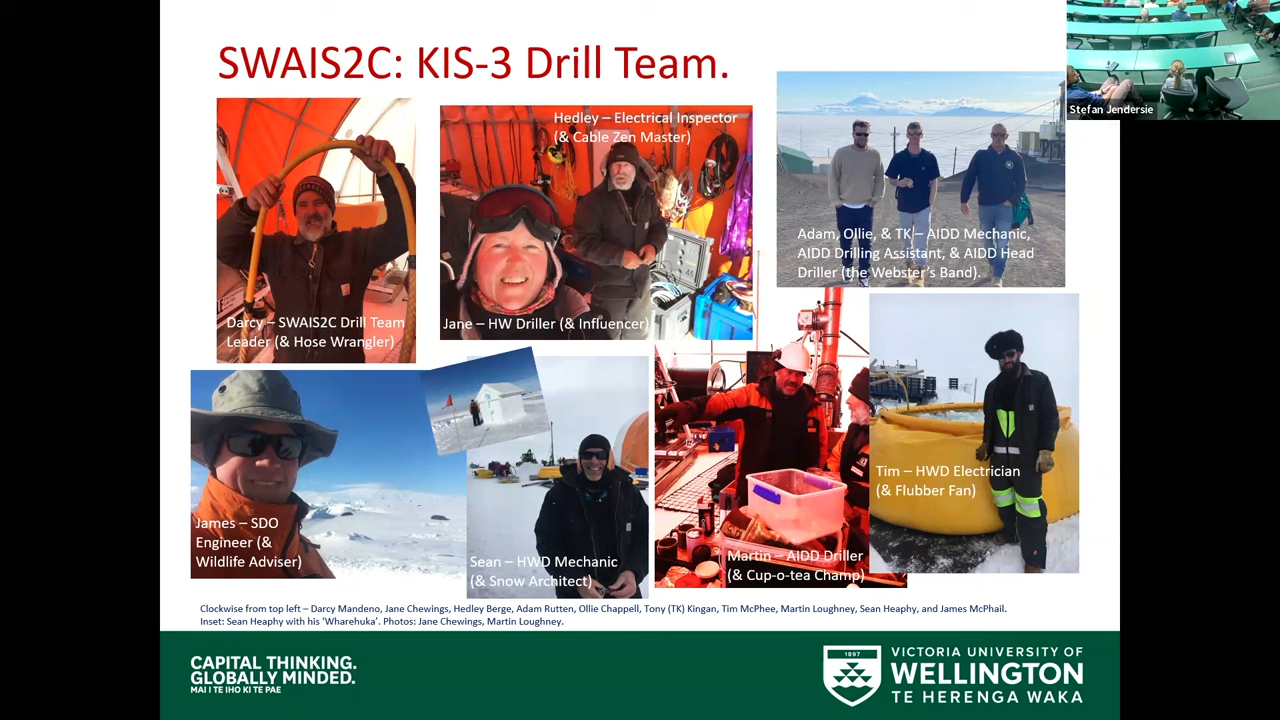 SWAIS2C: KIS-3 Drill Team.
Stefan Jendersie
Hedley – Electrical Inspector
(& Cable Zen Master)
Adam, Ollie, & TK – AIDD Mechanic,
AIDD Drilling Assistant, & AIDD Head
Driller (the Webster's Band).
Darcy – SWAIS2C Drill Team
Leader (& Hose Wrangler)
Jane – HW Driller (& Influencer)
James – SDO
Engineer (&
Wildlife Adviser)
Sean – HWD Mechanic
(& Snow Architect)
Martin – AIDD Driller
(& Cup-o-tea Champ)
Tim – HWD Electrician
(& Flubber Fan)
Clockwise from top left – Darcy Mandeno, Jane Chewings, Hedley Berge, Adam Rutten, Ollie Chappell, Tony (TK) Kingan, Tim McPhee, Martin Loughney, Sean Heaphy, and James McPhail.
Inset: Sean Heaphy with his 'Wharehuka'. Photos: Jane Chewings, Martin Loughney.
CAPITAL THINKING.
GLOBALLY MINDED.
MAI I TE IHO KI TE PAE
1897
VICTORIA UNIVERSITY OF
WELLINGTON
TE HERENGA WAKA